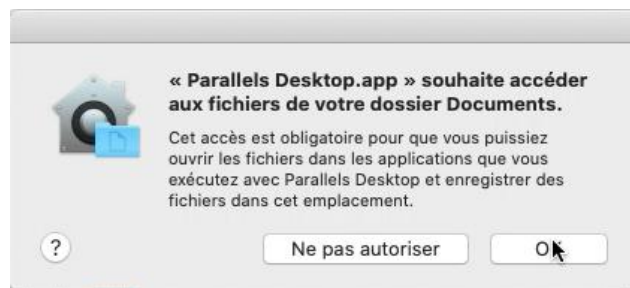 « Parallels Desktop.app » souhaite accéder
aux fichiers de votre dossier Documents.
Cet accès est obligatoire pour que vous puissiez
ouvrir les fichiers dans les applications que vous
exécutez avec Parallels Desktop et enregistrer des
fichiers dans cet emplacement.
? Ne pas autoriser OK